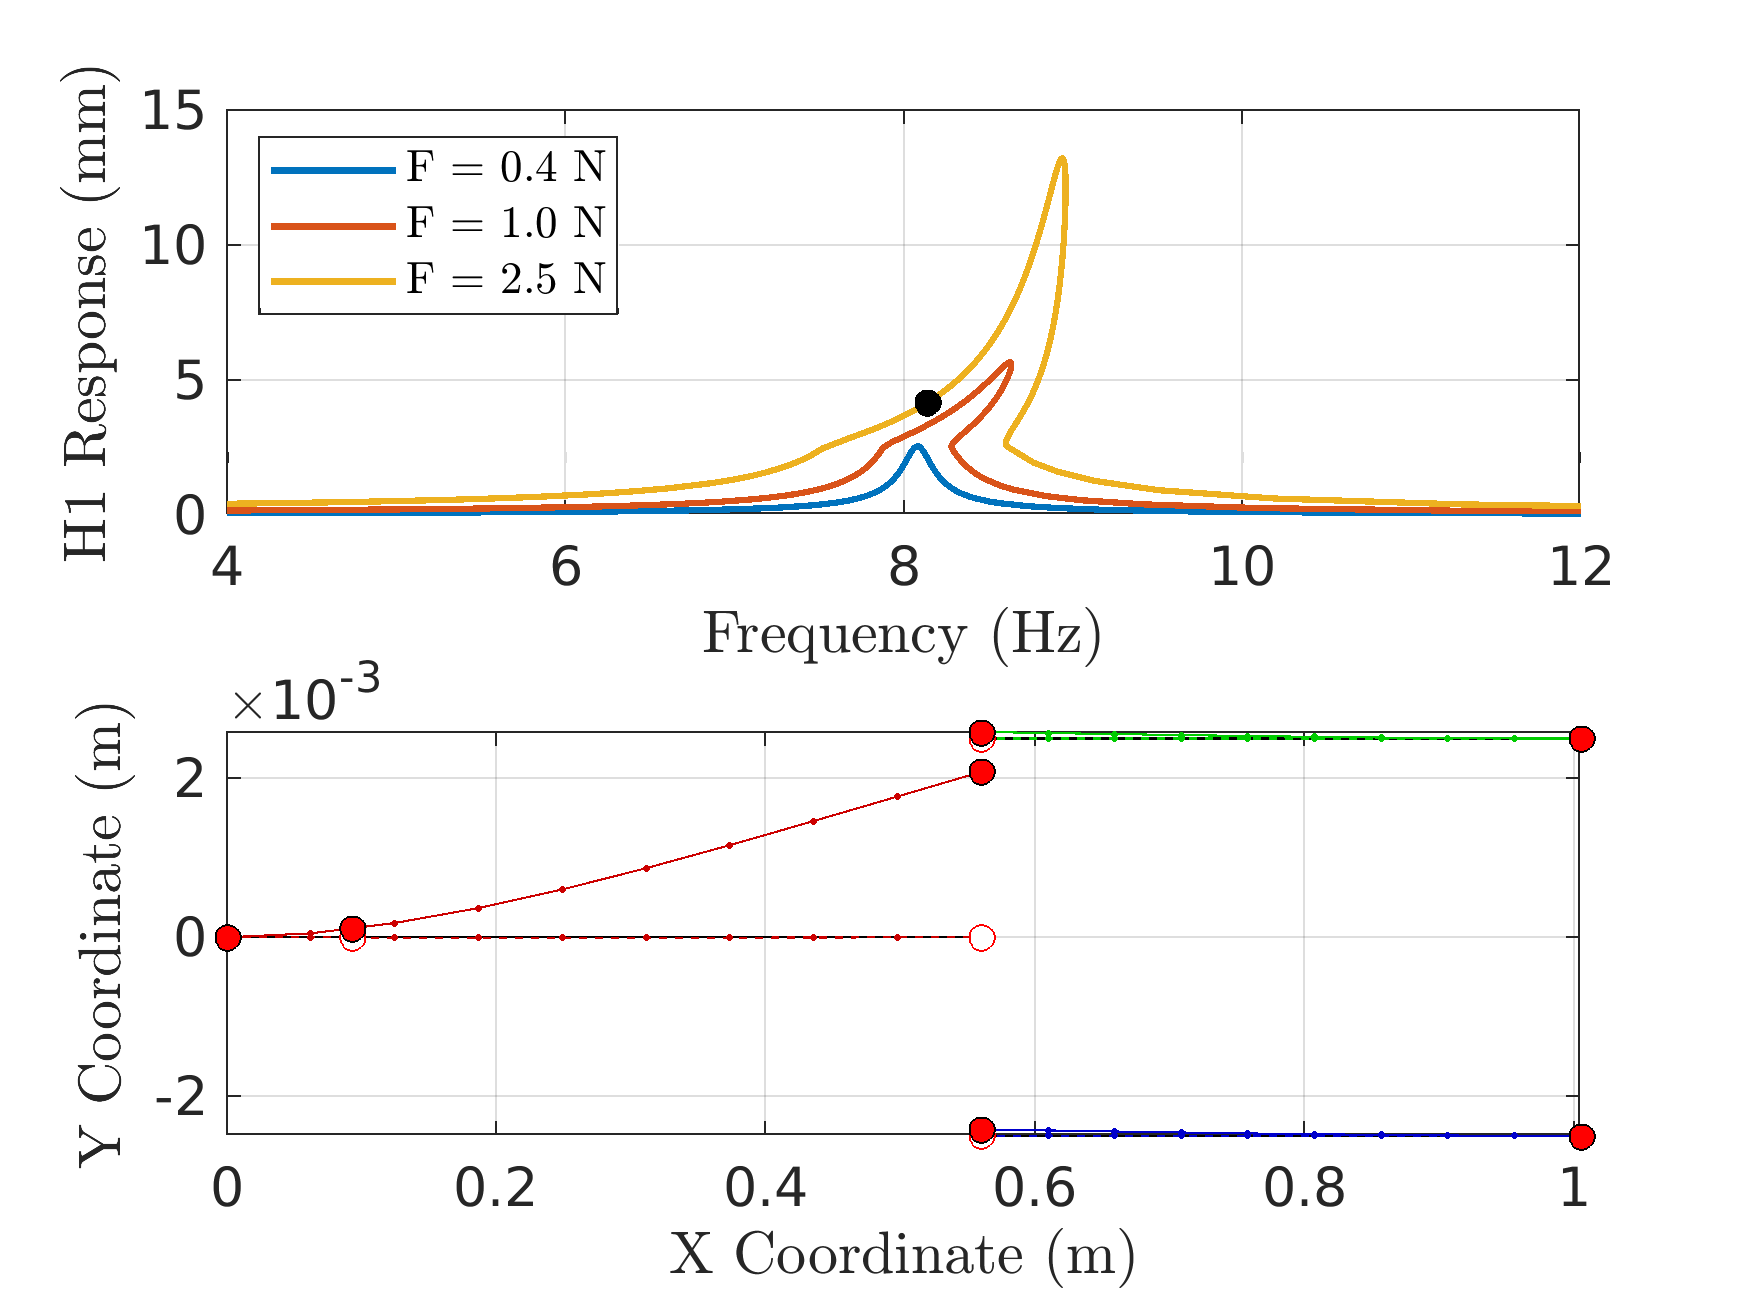 H1 Response (mm)
15
10
5
0
F = 0.4 N
F = 1.0 N
F = 2.5 N
4 6 8 10 12
Frequency (Hz)
×10-3
Y Coordinate (m)
2
0
-2
0 0.2 0.4 0.6 0.8 1
X Coordinate (m)